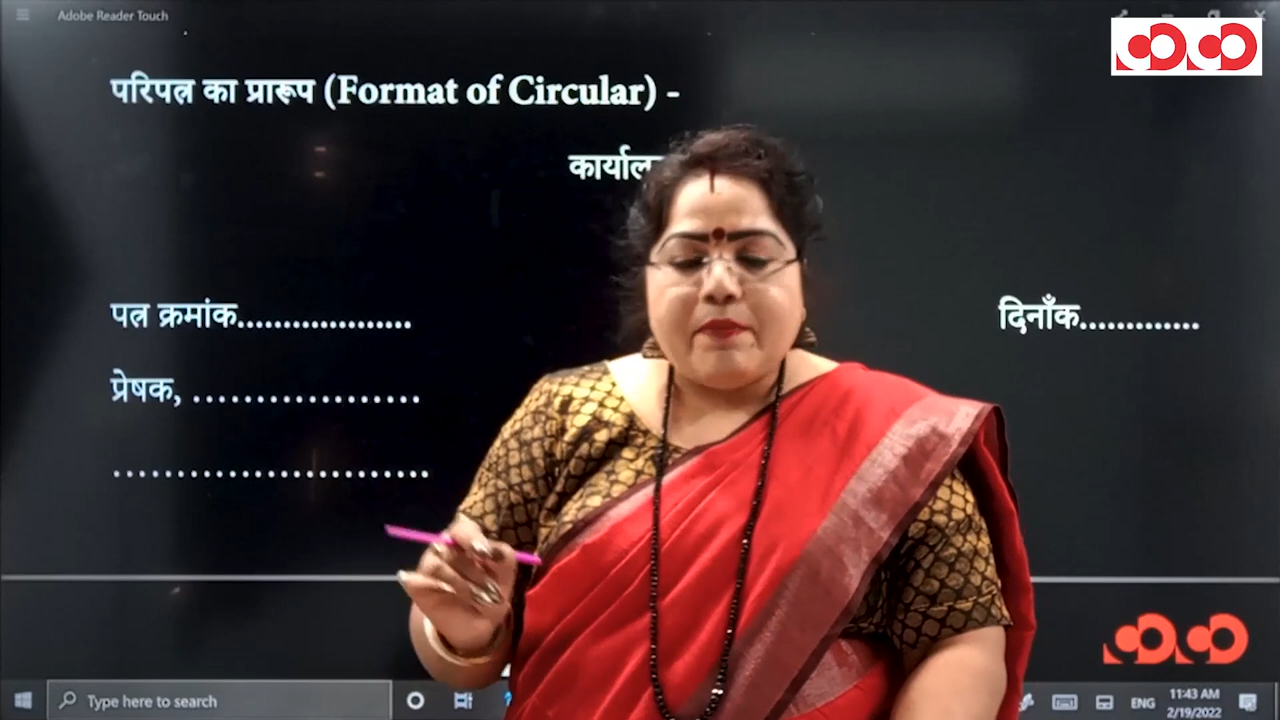 Adobe Reader Touch
परिपत्र का प्रारूप (Format of Circular) -
पत्र क्रमांक...................
दिनाँक.............
प्रेषक, ..................
.........................
Type here to search
ENG
11:43 AM
2/19/2022